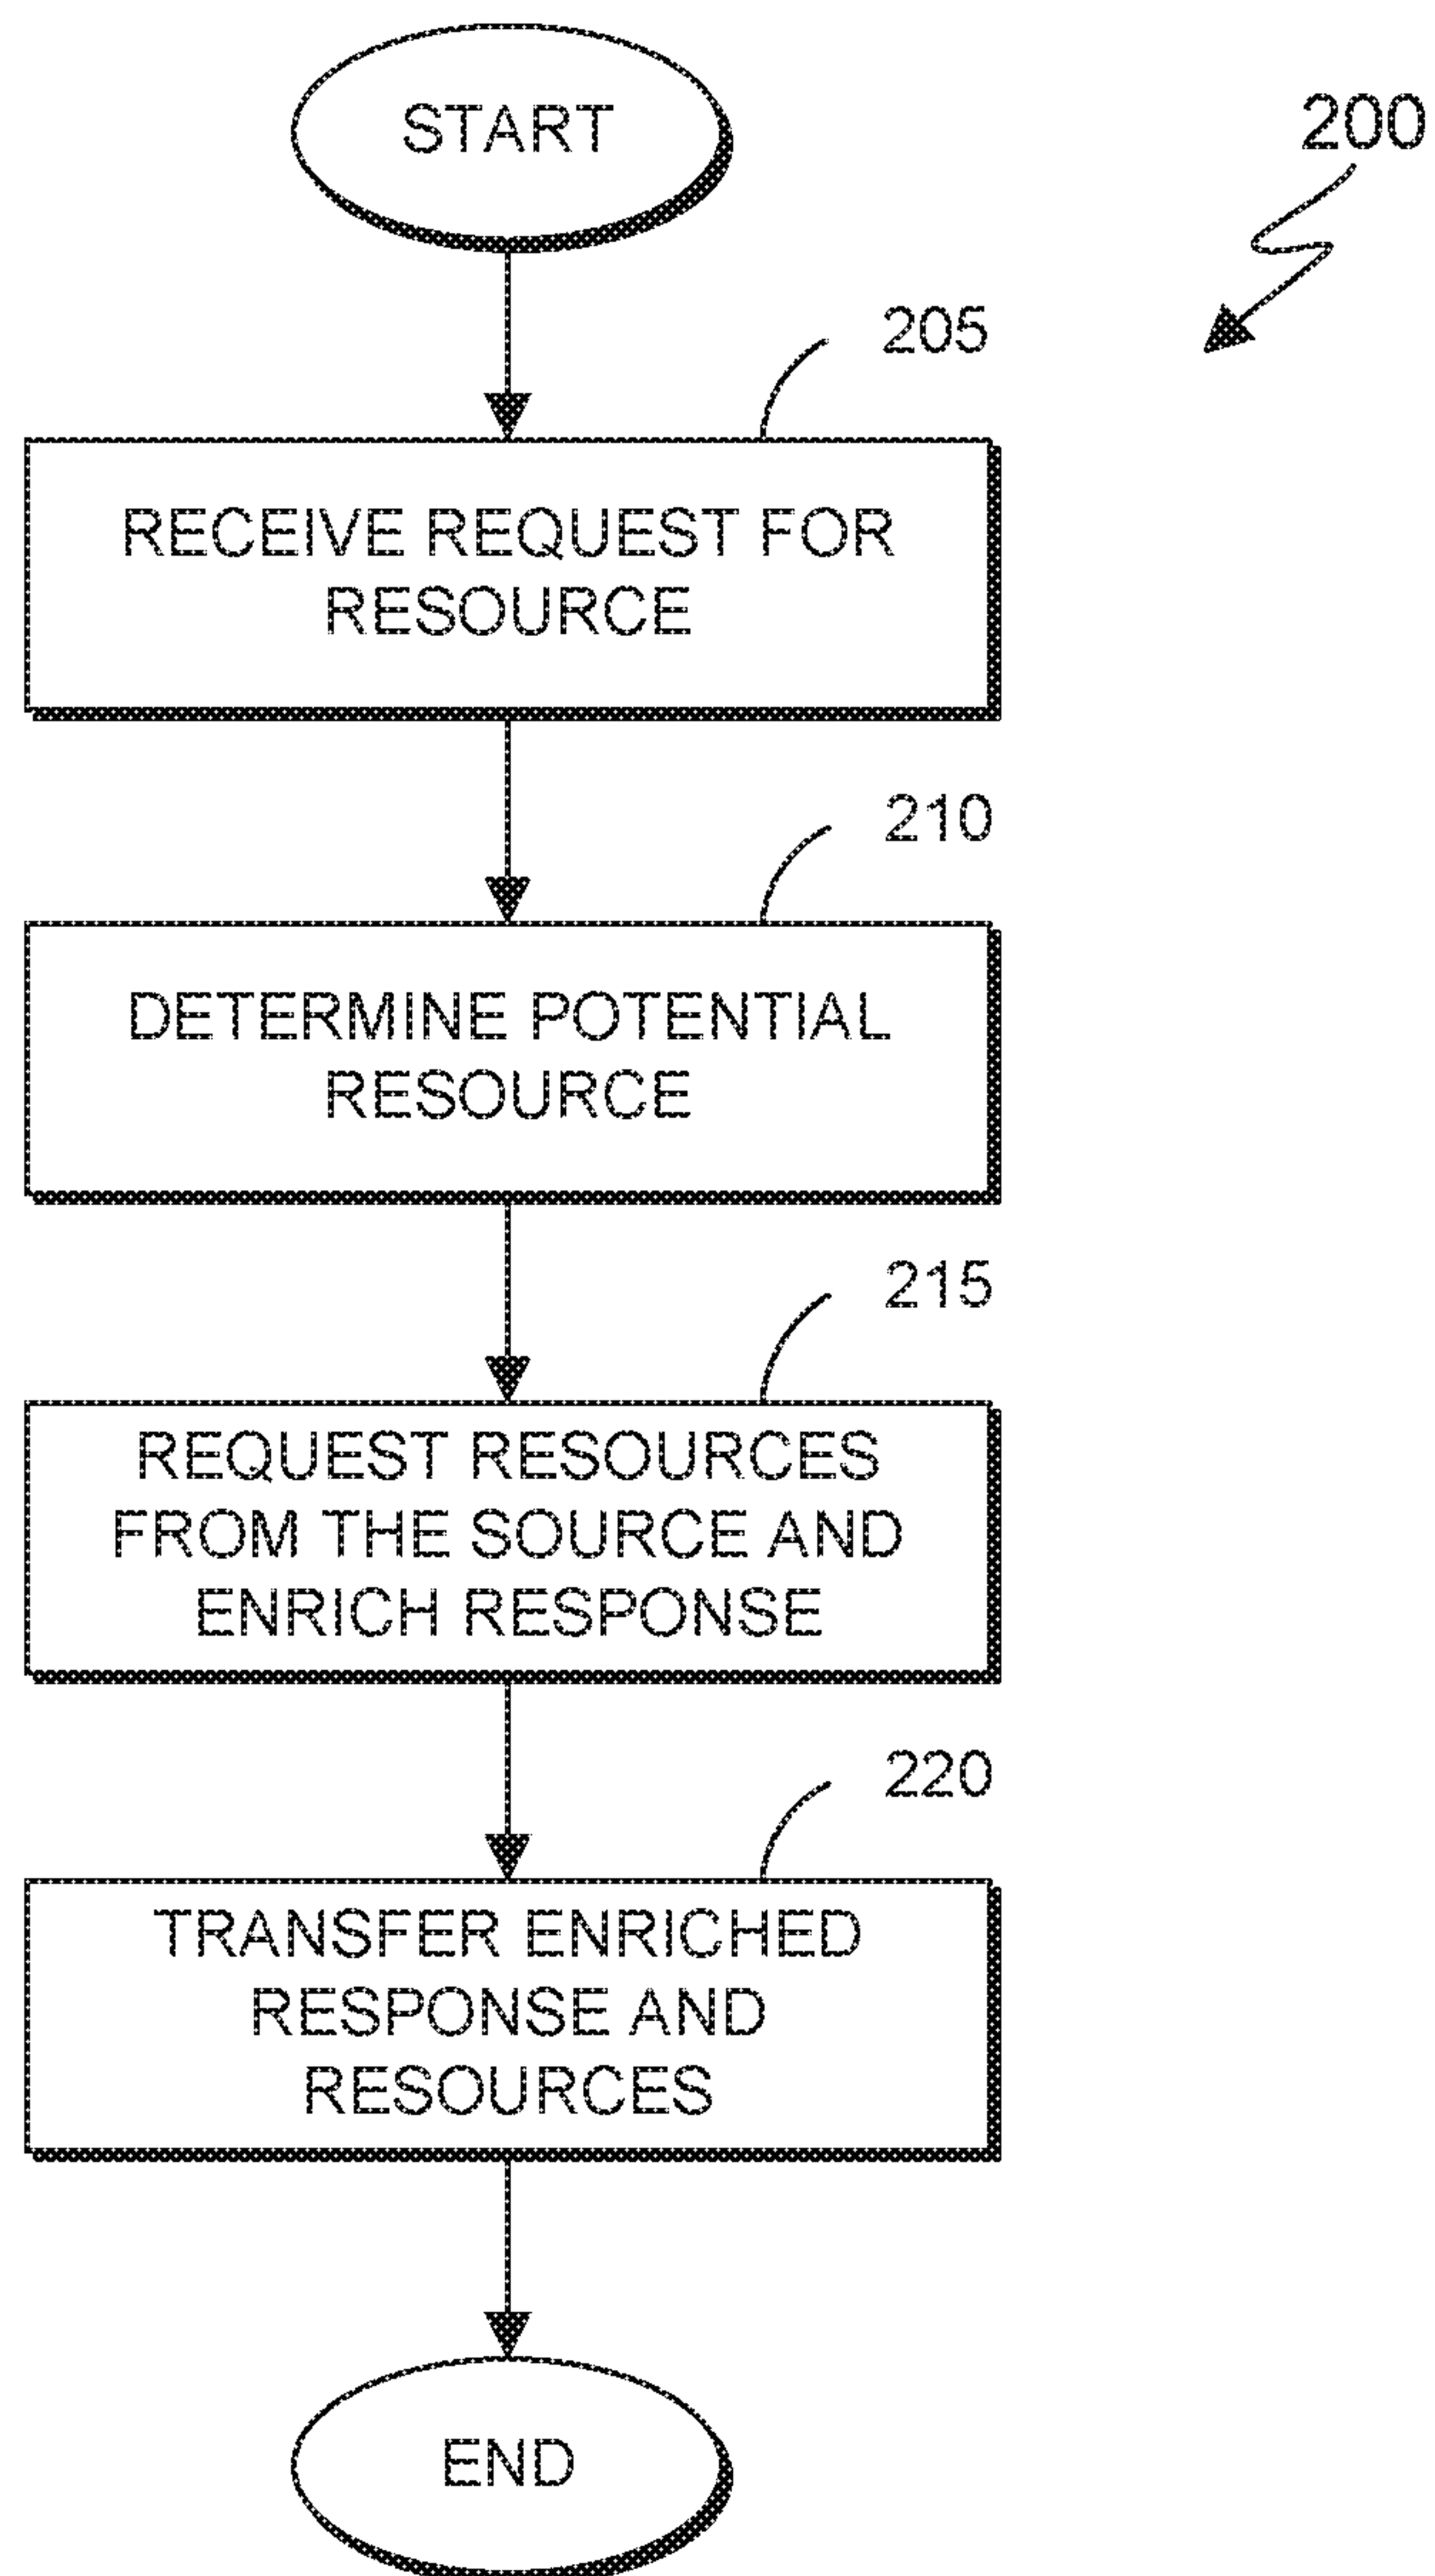 START
200
205
RECEIVE REQUEST FOR
RESOURCE
210
DETERMINE POTENTIAL
RESOURCE
215
REQUEST RESOURCES
FROM THE SOURCE AND
ENRICH RESPONSE
220
TRANSFER ENRICHED
RESPONSE AND
RESOURCES
END